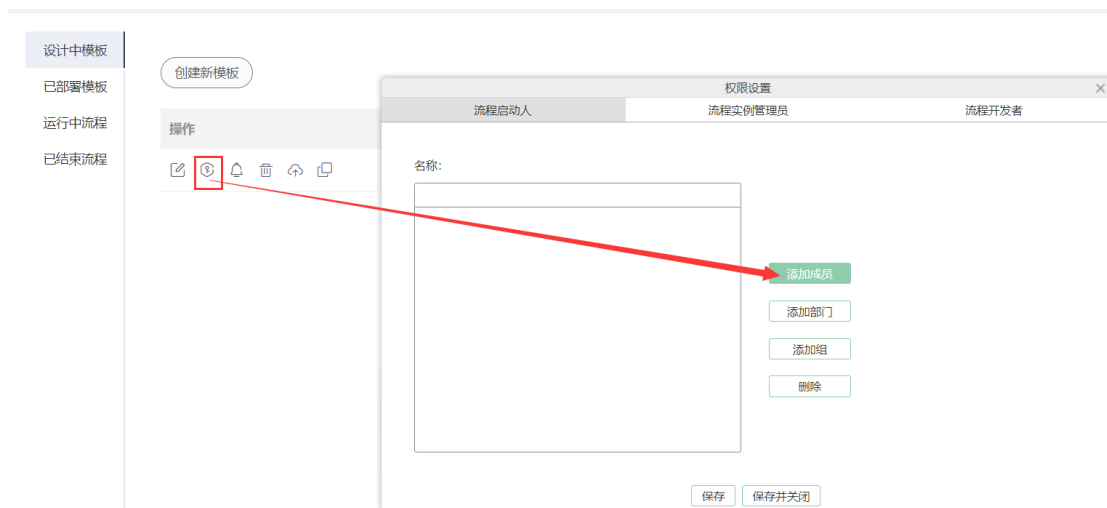 设计中模板
已部署模板
运行中流程
已结束流程
创建新模板
操作
权限设置
流程启动人
流程实例管理员
流程开发者
名称:
添加成员
添加部门
添加组
删除
保存
保存并关闭